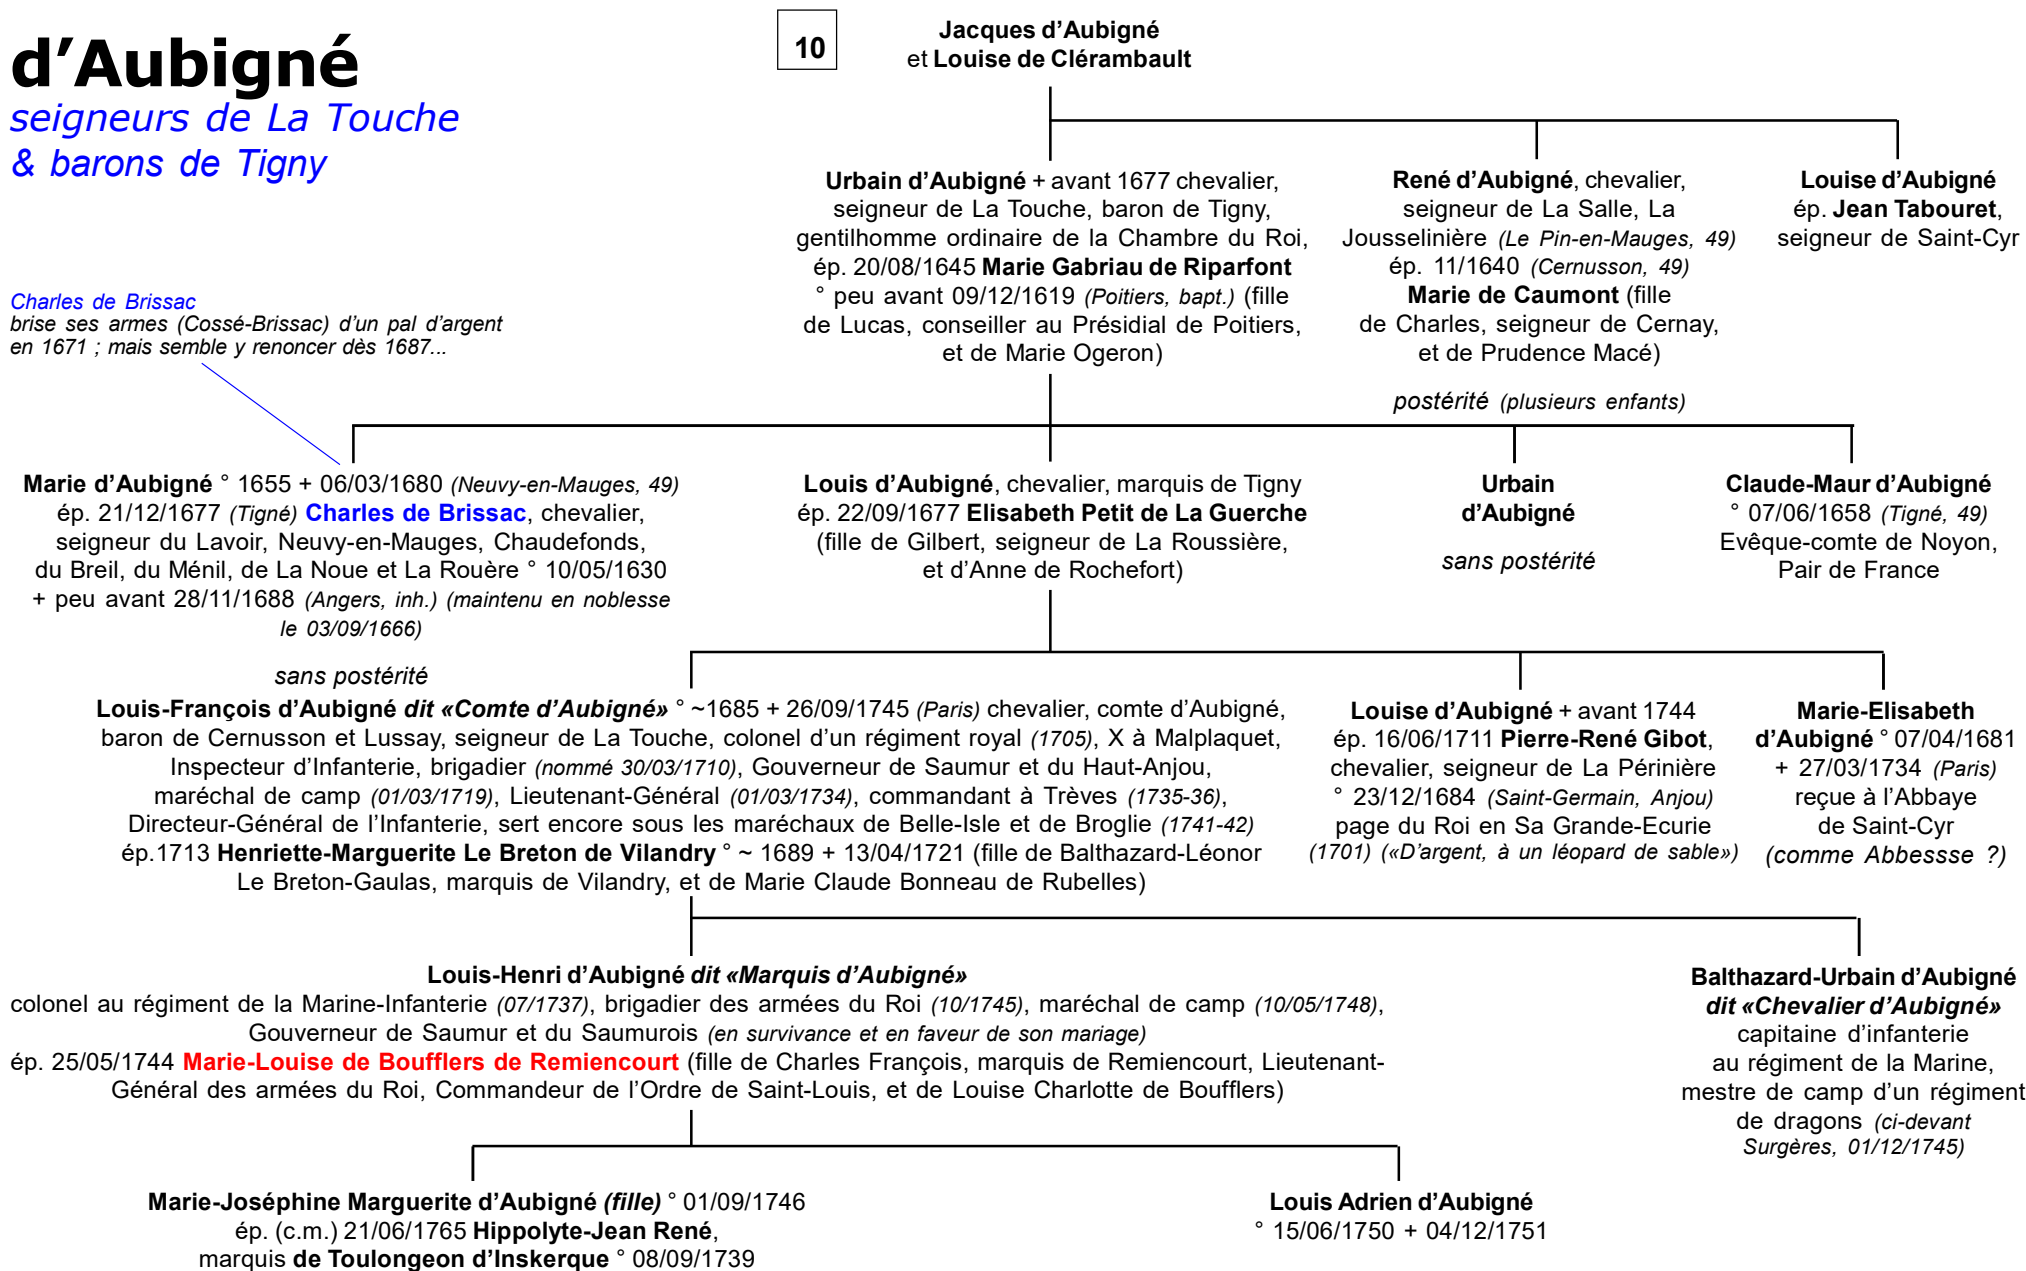 d’Aubigné
seigneurs de La Touche
& barons de Tigny
10
Jacques d’Aubigné
et Louise de Clérambault
Urbain d’Aubigné + avant 1677 chevalier,
seigneur de La Touche, baron de Tigny,
gentilhomme ordinaire de la Chambre du Roi,
ép. 20/08/1645 Marie Gabriau de Riparfont
° peu avant 09/12/1619 (Poitiers, bapt.) (fille
de Lucas, conseiller au Présidial de Poitiers,
et de Marie Ogeron)
René d’Aubigné, chevalier,
seigneur de La Salle, La
Jousselinière (Le Pin-en-Mauges, 49)
ép. 11/1640 (Cernusson, 49)
Marie de Caumont (fille
de Charles, seigneur de Cernay,
et de Prudence Macé)
postérité (plusieurs enfants)
Louise d’Aubigné
ép. Jean Tabouret,
seigneur de Saint-Cyr
Charles de Brissac
brise ses armes (Cossé-Brissac) d’un pal d’argent
en 1671 ; mais semble y renoncer dès 1687...
Marie d’Aubigné ° 1655 + 06/03/1680 (Neuvy-en-Mauges, 49)
ép. 21/12/1677 (Tigné) Charles de Brissac, chevalier,
seigneur du Lavoir, Neuvy-en-Mauges, Chaudefonds,
du Breil, du Ménil, de La Noue et La Rouère ° 10/05/1630
+ peu avant 28/11/1688 (Angers, inh.) (maintenu en noblesse
le 03/09/1666)
sans postérité
Louis d’Aubigné, chevalier, marquis de Tigny
ép. 22/09/1677 Elisabeth Petit de La Guerche
(fille de Gilbert, seigneur de La Roussière,
et d’Anne de Rochefort)
Urbain
d’Aubigné
sans postérité
Claude-Maur d’Aubigné
° 07/06/1658 (Tigné, 49)
Evêque-comte de Noyon,
Pair de France
Louis-François d’Aubigné dit «Comte d’Aubigné» ° ~1685 + 26/09/1745 (Paris) chevalier, comte d’Aubigné,
baron de Cernusson et Lussay, seigneur de La Touche, colonel d’un régiment royal (1705), X à Malplaquet,
Inspecteur d’Infanterie, brigadier (nommé 30/03/1710), Gouverneur de Saumur et du Haut-Anjou,
maréchal de camp (01/03/1719), Lieutenant-Général (01/03/1734), commandant à Trèves (1735-36),
Directeur-Général de l’Infanterie, sert encore sous les maréchaux de Belle-Isle et de Broglie (1741-42)
ép.1713 Henriette-Marguerite Le Breton de Vilandry ° ~ 1689 + 13/04/1721 (fille de Balthazard-Léonor
Le Breton-Gaulas, marquis de Vilandry, et de Marie Claude Bonneau de Rubelles)
Louise d’Aubigné + avant 1744
ép. 16/06/1711 Pierre-René Gibot,
chevalier, seigneur de La Périnière
° 23/12/1684 (Saint-Germain, Anjou)
page du Roi en Sa Grande-Ecurie
(1701) («D’argent, à un léopard de sable»)
Marie-Elisabeth
d’Aubigné ° 07/04/1681
+ 27/03/1734 (Paris)
reçue à l’Abbaye
de Saint-Cyr
(comme Abbessse ?)
Louis-Henri d’Aubigné dit «Marquis d’Aubigné»
colonel au régiment de la Marine-Infanterie (07/1737), brigadier des armées du Roi (10/1745), maréchal de camp (10/05/1748),
Gouverneur de Saumur et du Saumurois (en survivance et en faveur de son mariage)
ép. 25/05/1744 Marie-Louise de Boufflers de Remiencourt (fille de Charles François, marquis de Remiencourt, Lieutenant-
Général des armées du Roi, Commandeur de l’Ordre de Saint-Louis, et de Louise Charlotte de Boufflers)
Balthazard-Urbain d’Aubigné
dit «Chevalier d’Aubigné»
capitaine d’infanterie
au régiment de la Marine,
mestre de camp d’un régiment
de dragons (ci-devant
Surgères, 01/12/1745)
Marie-Joséphine Marguerite d’Aubigné (fille) ° 01/09/1746
ép. (c.m.) 21/06/1765 Hippolyte-Jean René,
marquis de Toulongeon d’Inskerque ° 08/09/1739
Louis Adrien d’Aubigné
° 15/06/1750 + 04/12/1751